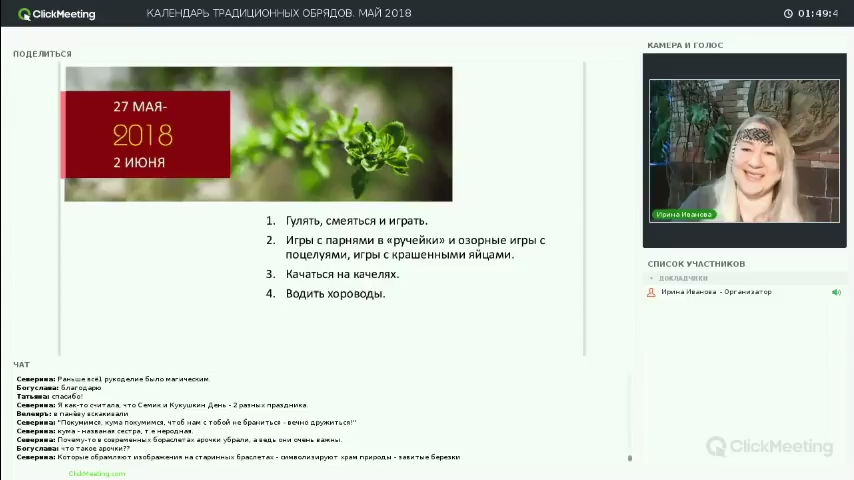 ClickMeeting
КАЛЕНДАРЬ ТРАДИЦИОННЫХ ОБРЯДОВ. МАЙ 2018
01:49:4
ПОДЕЛИТЬСЯ
27 МАЯ-
2018
2 ИЮНЯ
1. Гулять, смеяться и играть.
2. Игры с парнями в «ручейки» и озорные игры с
поцелуями, игры с крашенными яйцами.
3. Качаться на качелях.
4. Водить хороводы.
КАМЕРА И ГОЛОС
Ирина Иванова
СПИСОК УЧАСТНИКОВ
ДОКЛАДЧИКИ
Ирина Иванова - Организатор
ЧАТ
Северина: Раньше всё1 рукоделие было магическим.
Богуслава: благодарю
Татьяна: спасибо!
Северина: Я как-то считала, что Семик и Кукушкин День - 2 разных праздника.
Велеяръ: в панёву вскакивали
Северина: "Покумимся, кума покумимся, чтоб нам с тобой не браниться - вечно дружиться!"
Северина: кума - названая сестра, т.е неродная.
Северина: Почему-то в современных бораслетах арочки убрали, а ведь они очень важны.
Богуслава: что такое арочки??
Северина: Которые обрамляют изображения на старинных браслетах - символизируют храм природы - завитые березки
ClickMeeting.com
ClickMeeting